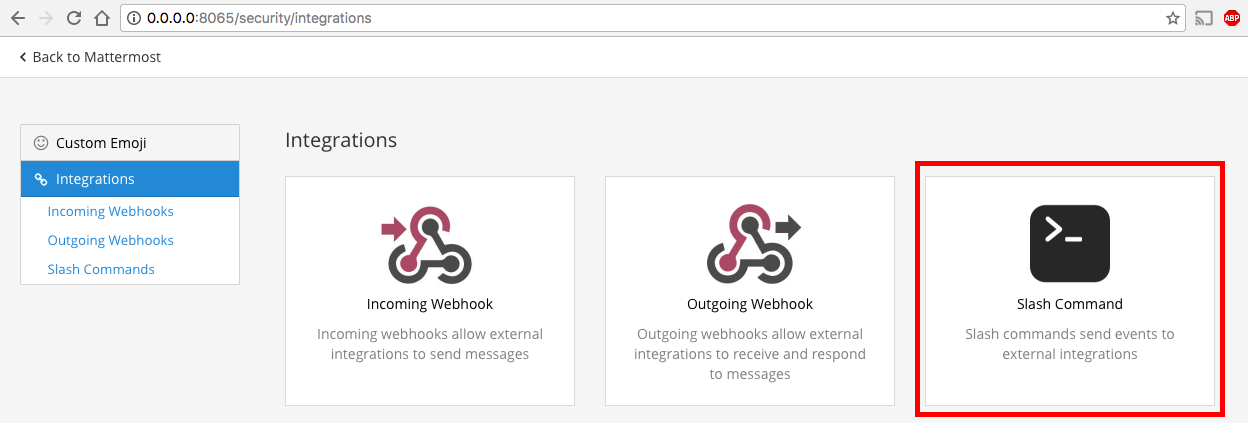 0.0.0.0:8065/security/integrations
ABP
Back to Mattermost
Custom Emoji
Integrations
Incoming Webhooks
Outgoing Webhooks
Slash Commands
Integrations
Incoming Webhook
Incoming webhooks allow external
integrations to send messages
Outgoing Webhook
Outgoing webhooks allow external
integrations to receive and respond
to messages
>_
Slash Command
Slash commands send events to
external integrations